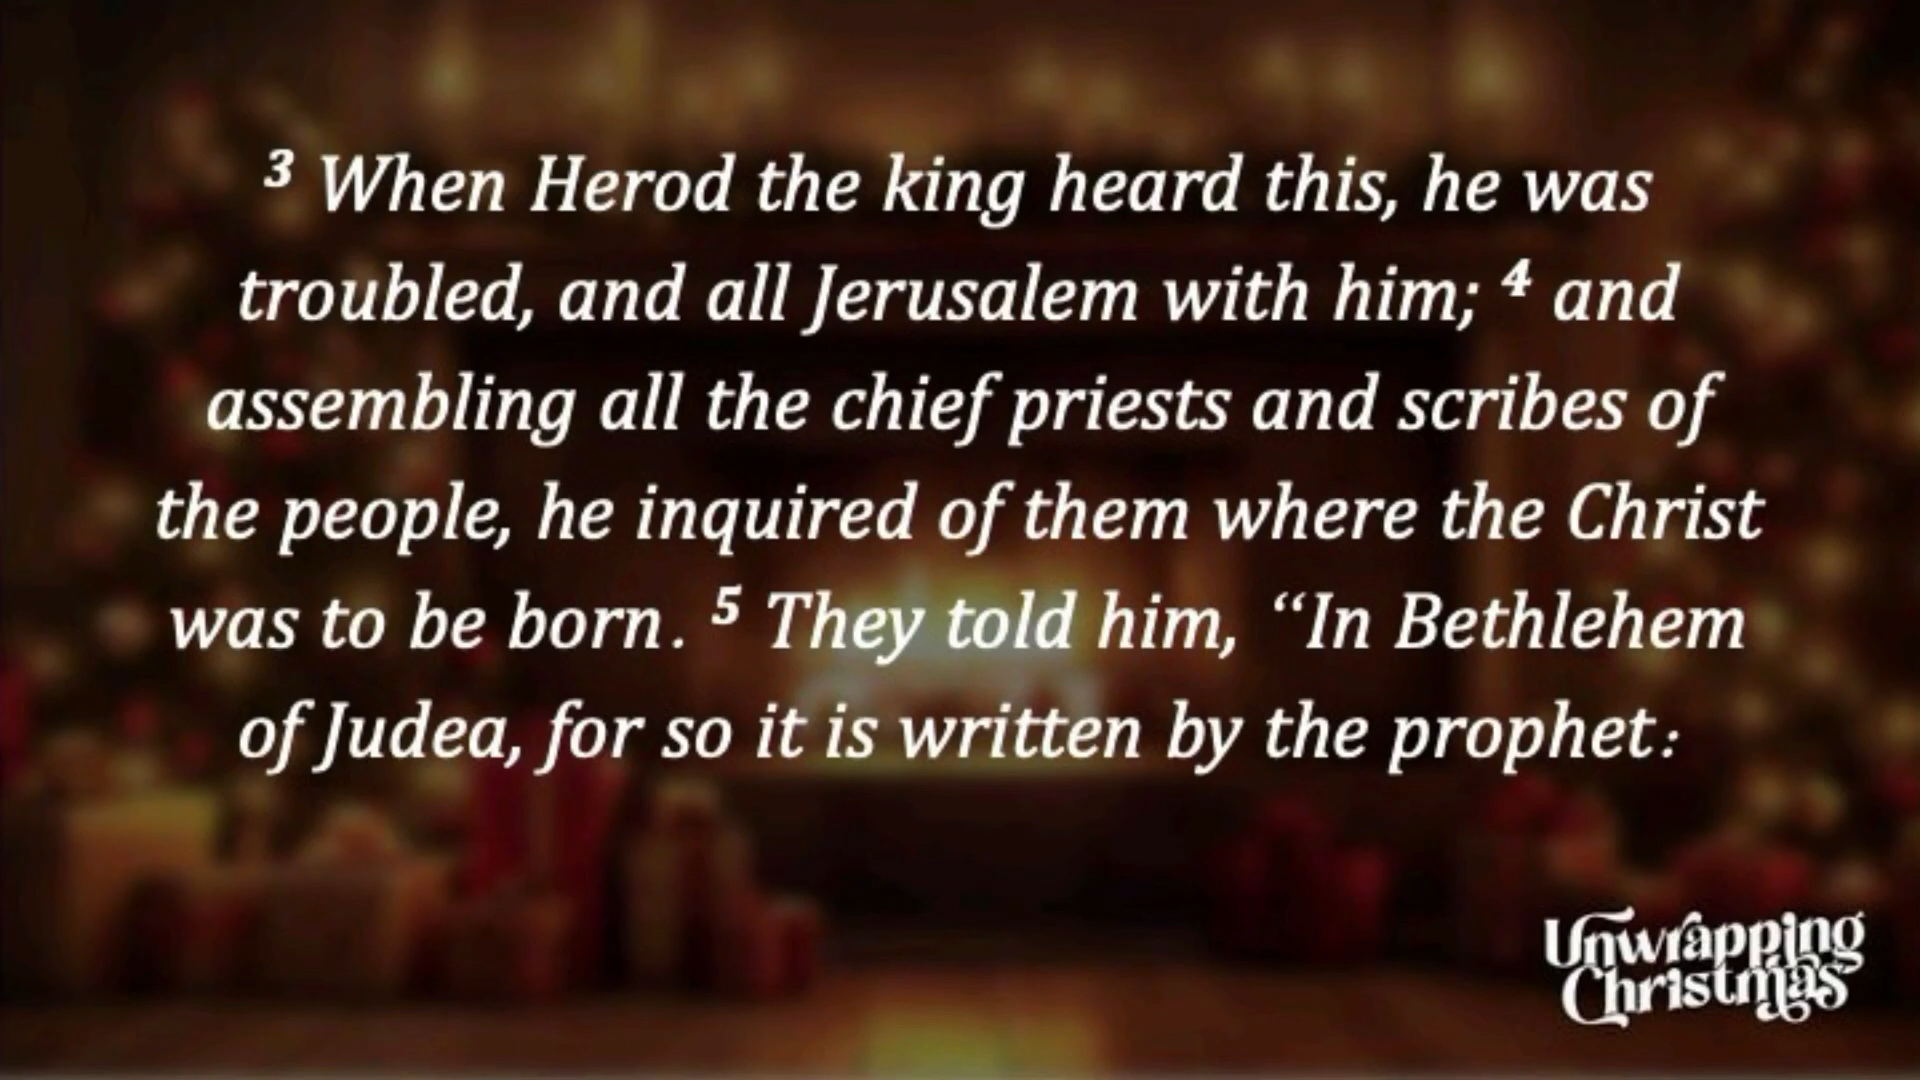 ³ When Herod the king heard this, he was
troubled, and all Jerusalem with him; ⁴ and
assembling all the chief priests and scribes of
the people, he inquired of them where the Christ
was to be born. ⁵ They told him, “In Bethlehem
of Judea, for so it is written by the prophet:
Unwrapping
Christmas